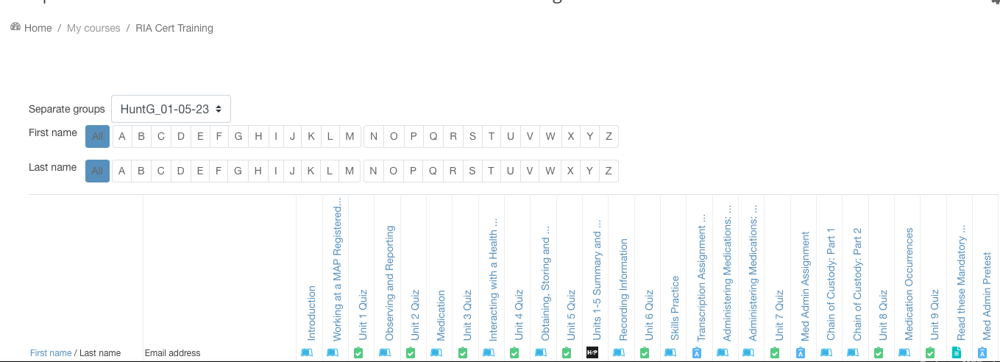 Home / My courses / RIA Cert Training
Separate groups HuntG_01-05-23
First name All A B C D E F G H I J K L M N O P Q R S T U V W X Y Z
Last name All A B C D E F G H I J K L M N O P Q R S T U V W X Y Z
First name / Last name
Email address
Introduction
Working at a MAP Registered...
Unit 1 Quiz
Observing and Reporting
Unit 2 Quiz
Medication
Unit 3 Quiz
Interacting with a Health ...
Unit 4 Quiz
Obtaining, Storing and ...
Unit 5 Quiz
Units 1-5 Summary and ...
Recording Information
Unit 6 Quiz
Skills Practice
Transcription Assignment ...
Administering Medications: ...
Administering Medications: ...
Unit 7 Quiz
Med Admin Assignment
Chain of Custody: Part 1
Chain of Custody: Part 2
Unit 8 Quiz
Medication Occurrences
Unit 9 Quiz
Read these Mandatory ...
Med Admin Pretest
H-P